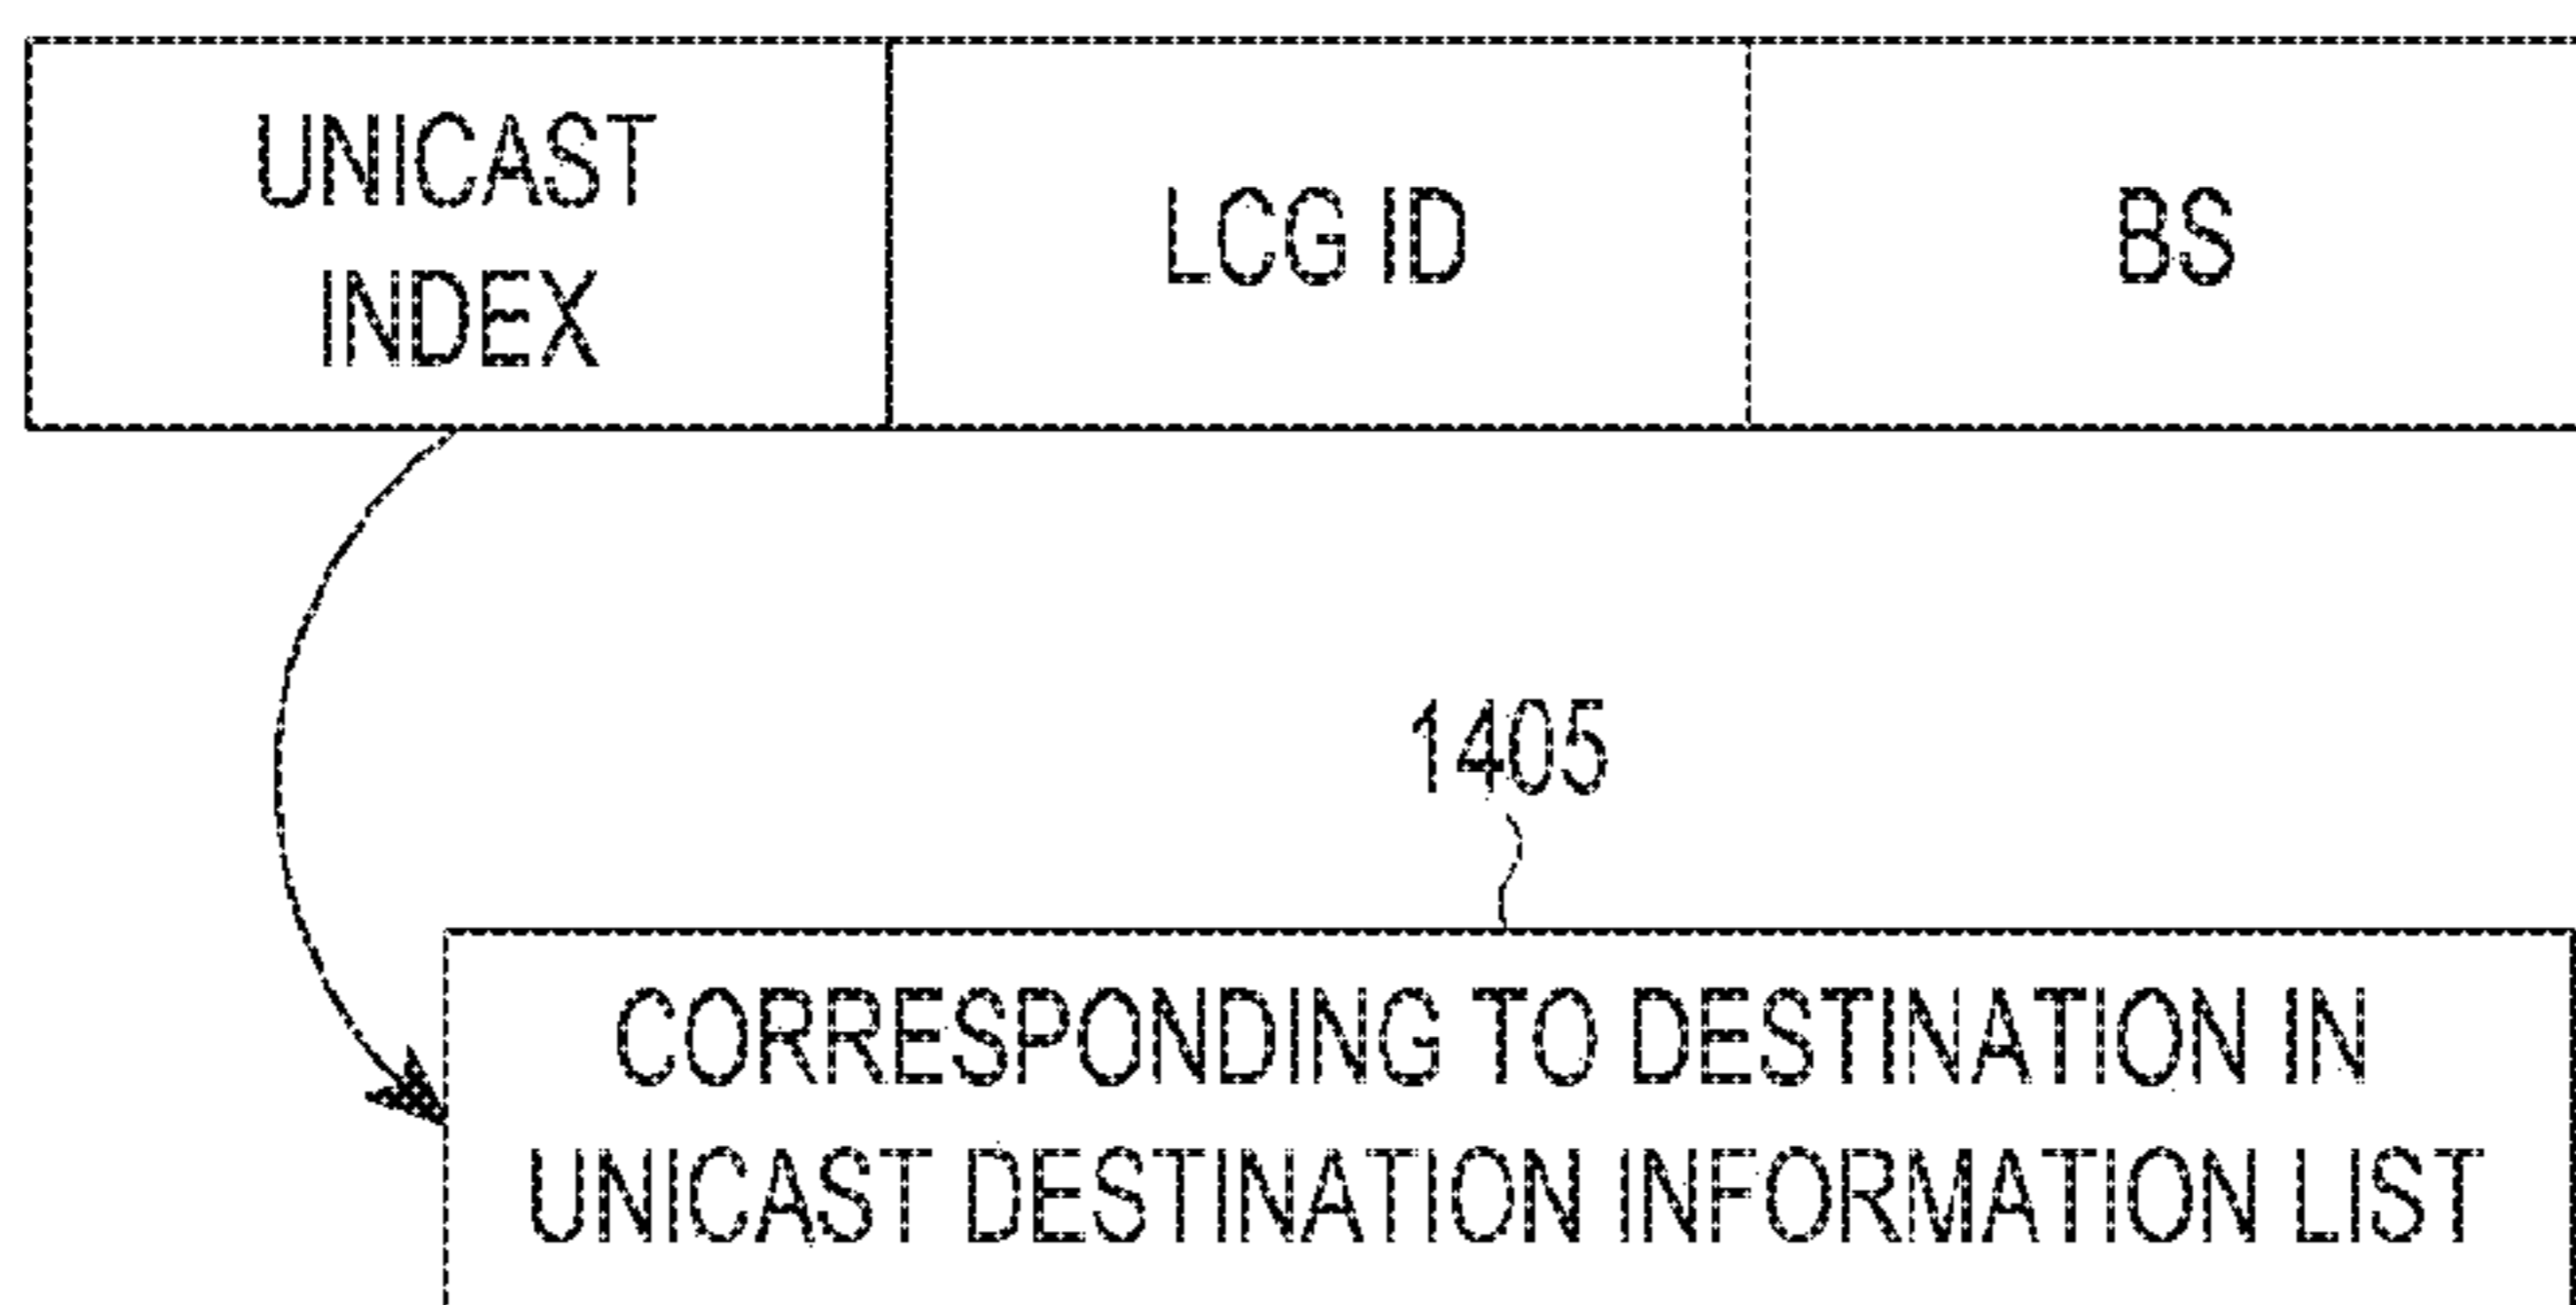 UNICAST
INDEX
LCG ID
BS
1405
CORRESPONDING TO DESTINATION IN
UNICAST DESTINATION INFORMATION LIST